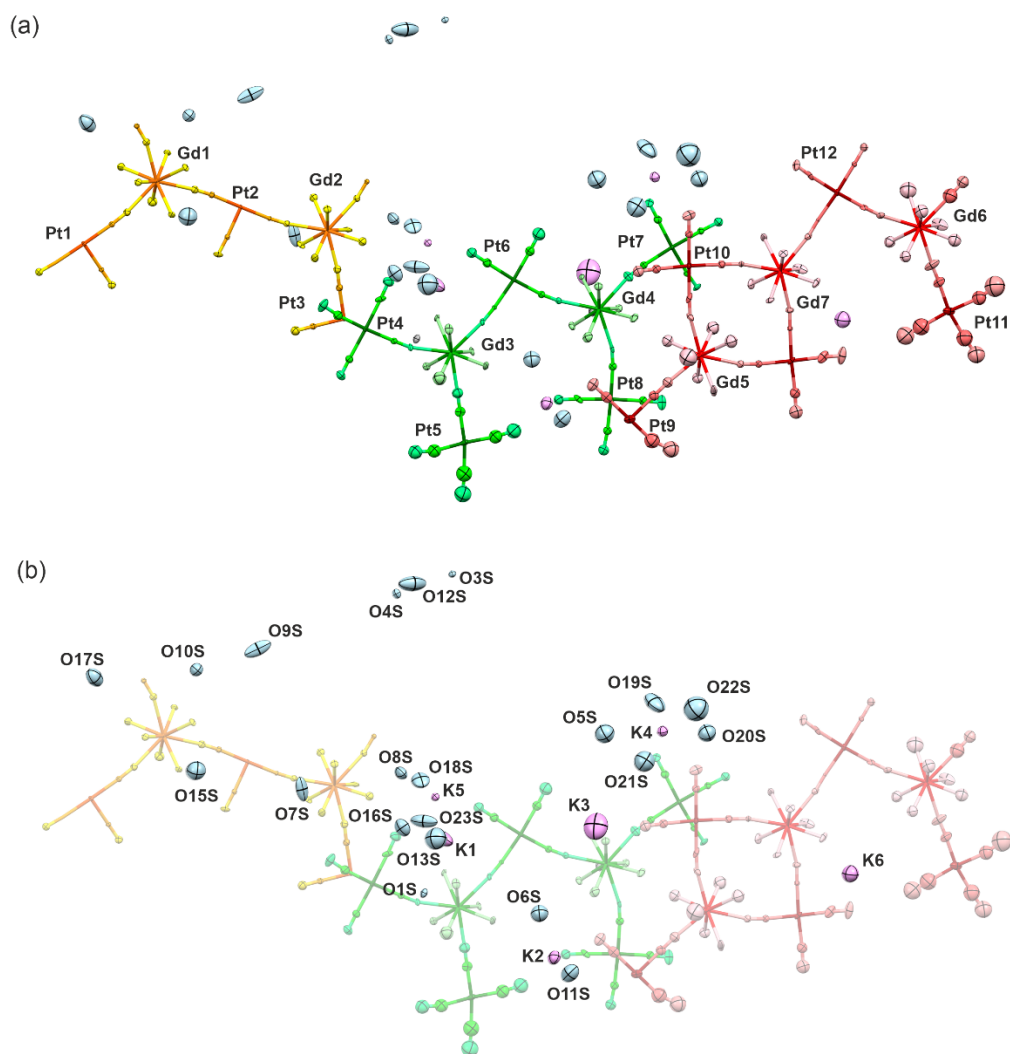 (a)
Gd1
Pt2
Gd2
Pt1
Pt3
Pt4
Gd3
Pt5
Pt6
Pt7
Pt10
Gd4
Pt8
Pt9
Gd5
Gd7
Pt12
Gd6
Pt11
(b)
O3S
O4S
O12S
O9S
O10S
O17S
O15S
O7S
O8S
O18S
K5
O16S
O23S
O13S
K1
O1S
O6S
K2
O11S
K3
O19S
O22S
O5S
K4
O20S
O21S
K6